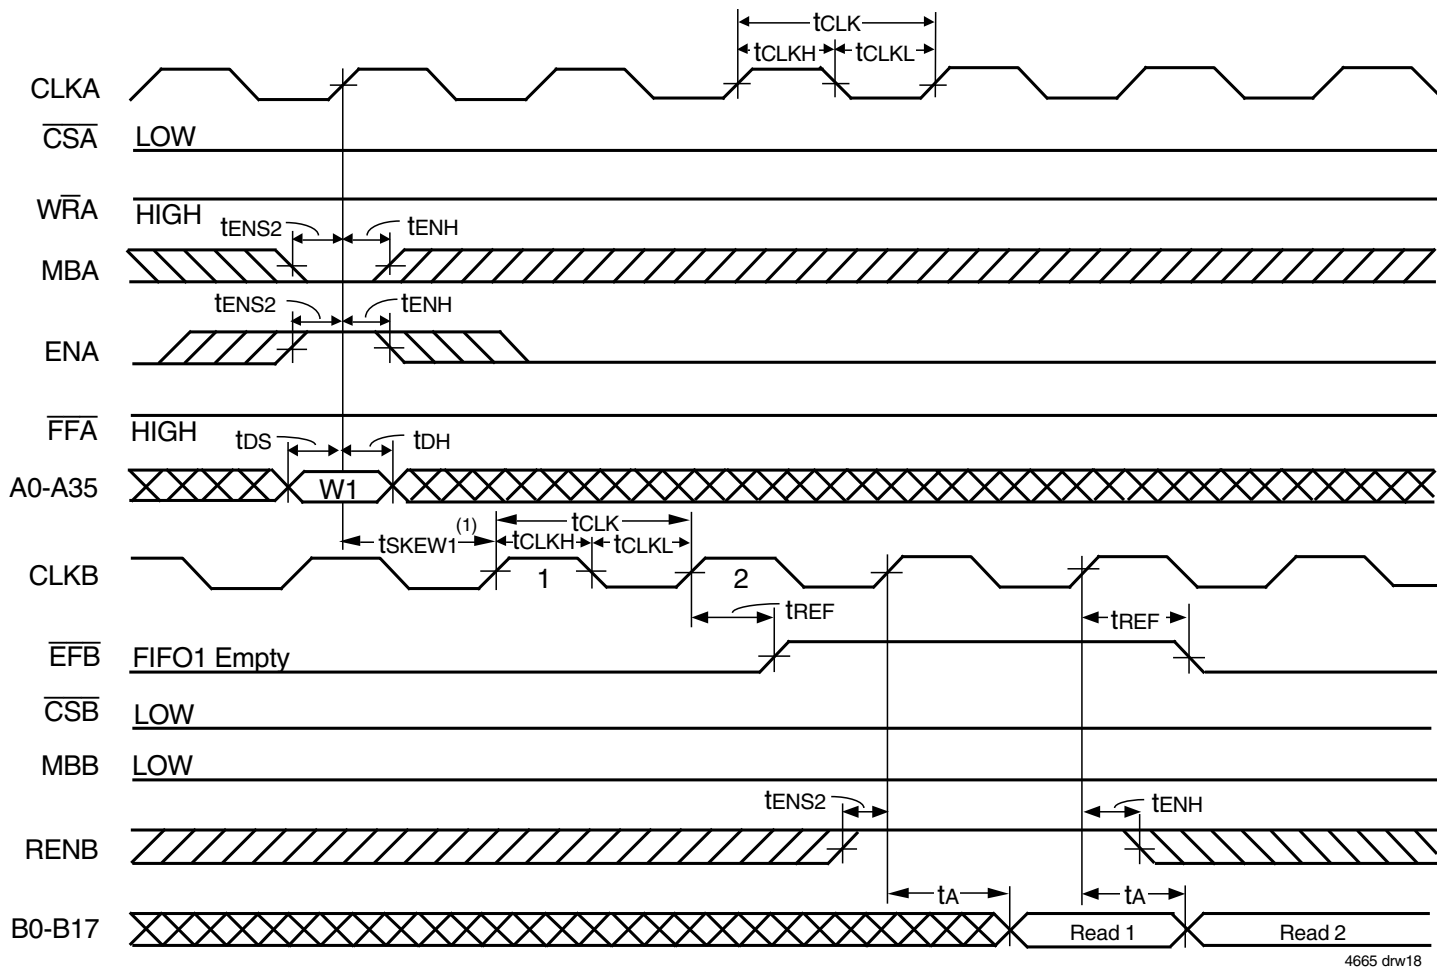 tCLK
tCLKH tCLKL
CLKA
CSA LOW
WRA HIGH
tENS2 tENH
MBA
tENS2 tENH
ENA
FFA HIGH
tDS tDH
A0-A35 W1
tSKEW1(1) tCLK
tCLKH tCLKL
CLKB 1 2
tREF tREF
EFB FIFO1 Empty
CSB LOW
MBB LOW
tENS2 tENH
RENB
tA tA
B0-B17 Read 1 Read 2
4665 drw18